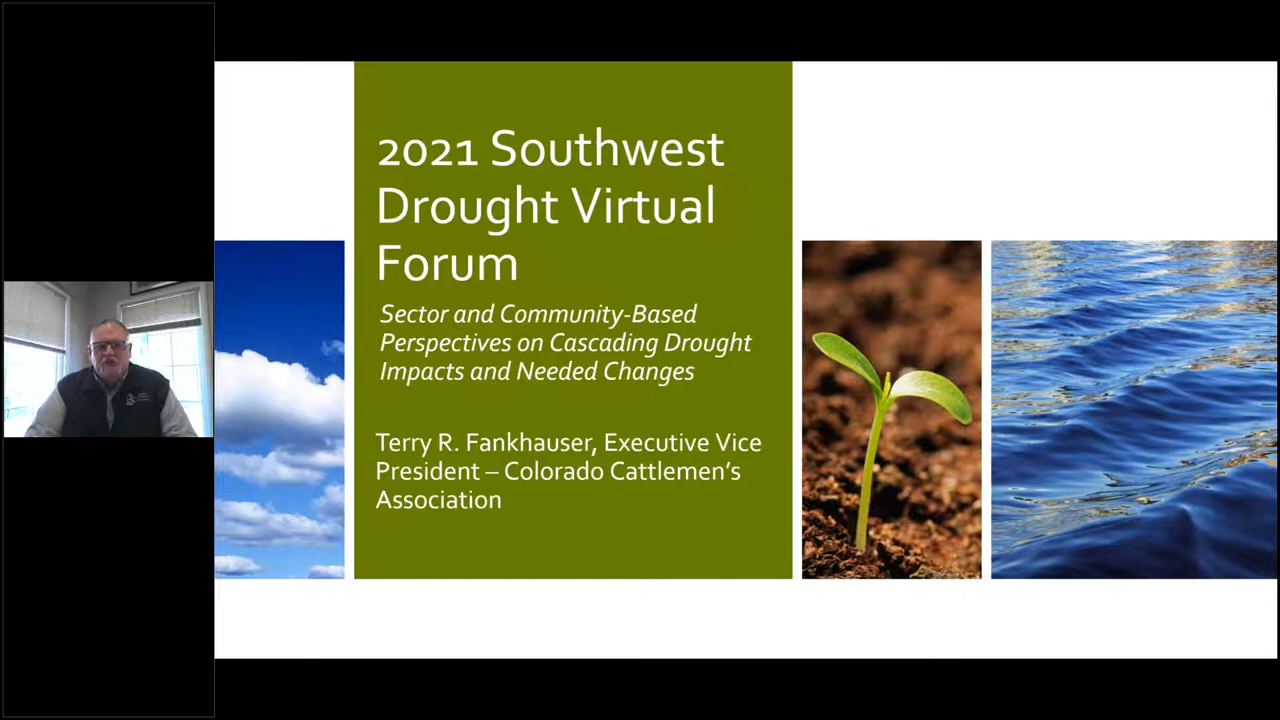 2021 Southwest
Drought Virtual
Forum
Sector and Community-Based
Perspectives on Cascading Drought
Impacts and Needed Changes
Terry R. Fankhauser, Executive Vice
President – Colorado Cattlemen's
Association